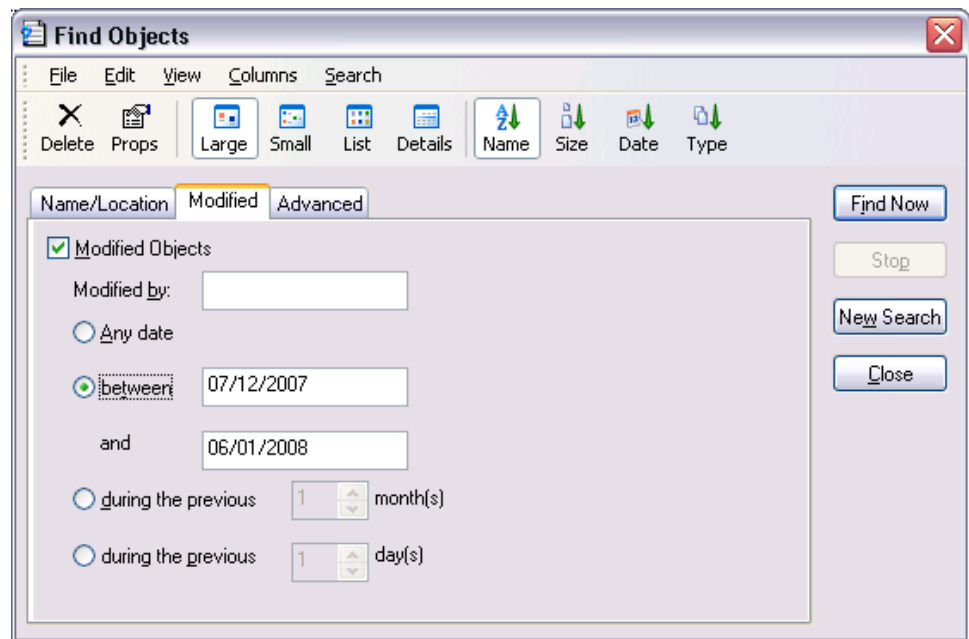 Find Objects
File Edit View Columns Search
Delete Props Large Small List Details Name Size Date Type
Name/Location Modified Advanced
Find Now
Modified Objects
Stop
Modified by:
New Search
Any date
Close
between 07/12/2007
and 06/01/2008
during the previous 1 month(s)
during the previous 1 day(s)